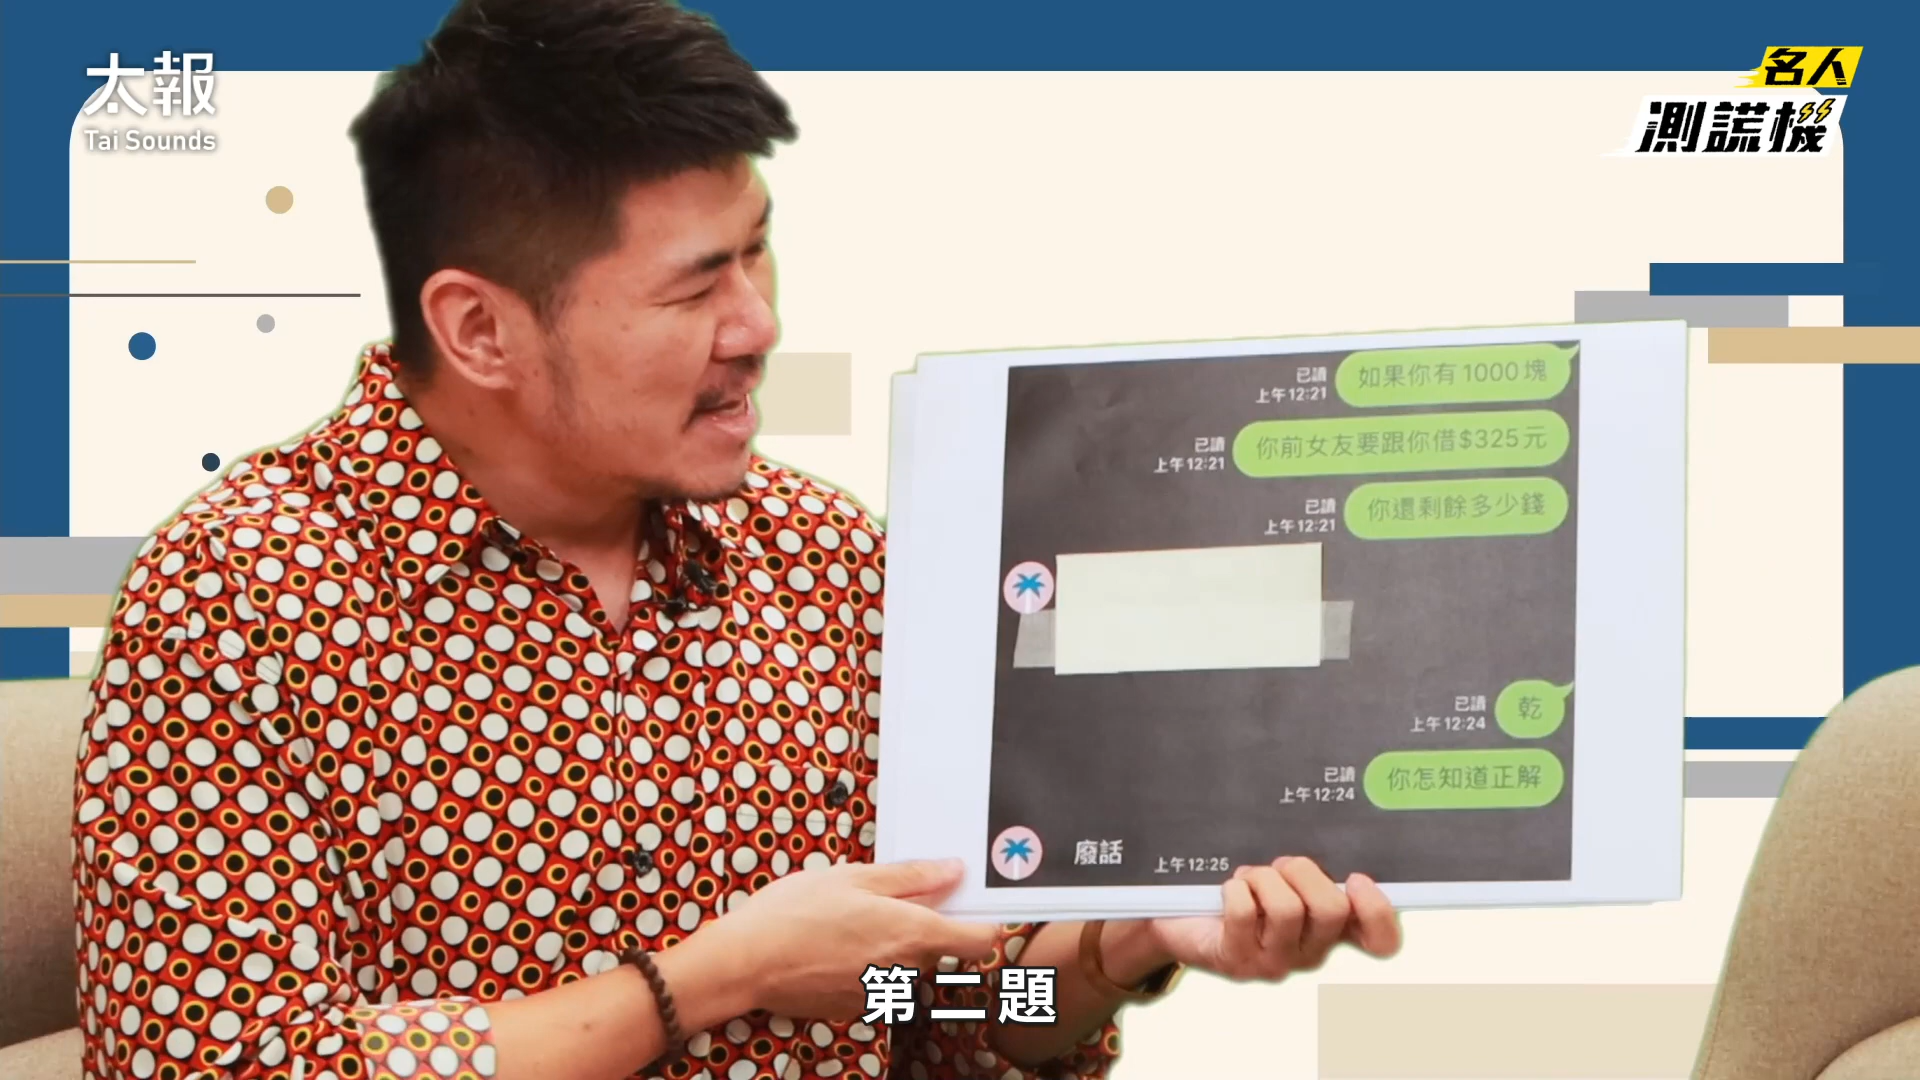 太報
Tai Sounds
名人
測謊機
已讀
上午12:21
如果你有1000塊
已讀
上午12:21
你前女友要跟你借$325元
已讀
上午12:21
你還剩餘多少錢
已讀
上午12:24
乾
已讀
上午12:24
你怎知道正解
廢話
上午12:25
第二題